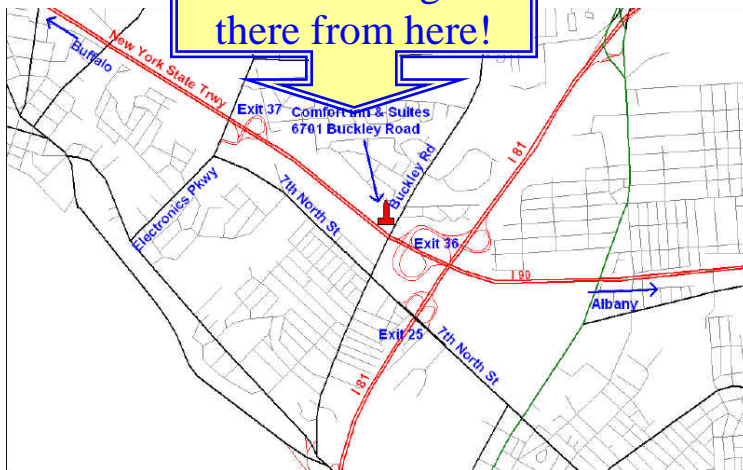 there from here!
New York State Trwy
Buffalo
Exit 37
Comfort Inn & Suites
6701 Buckley Road
I 81
Buckley Rd
Electronics Pkwy
7th North St
Exit 36
I 90
Albany
Exit 25
7th North St
I 81